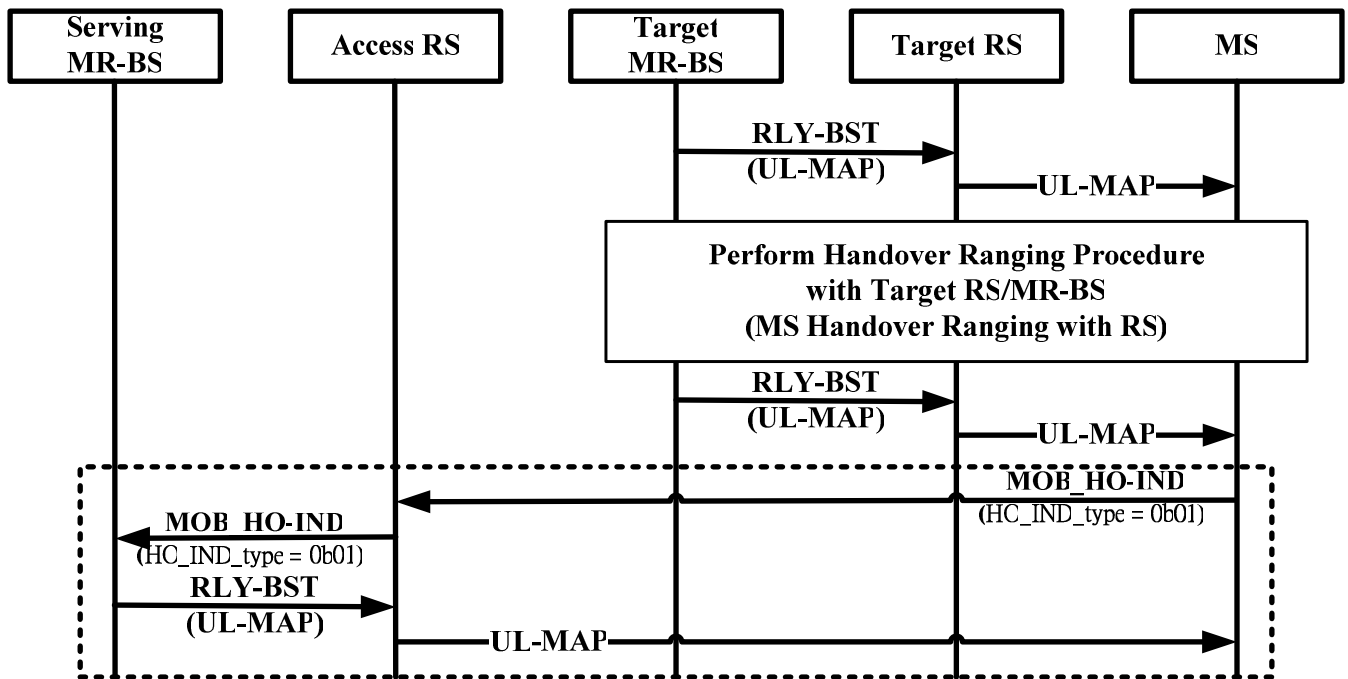 Serving
MR-BS
Access RS
Target
MR-BS
Target RS
MS
RLY-BST
(UL-MAP)
UL-MAP
Perform Handover Ranging Procedure
with Target RS/MR-BS
(MS Handover Ranging with RS)
RLY-BST
(UL-MAP)
UL-MAP
MOB_HO-IND
(HC_IND_type = 0b01)
MOB_HO-IND
(HC_IND_type = 0b01)
RLY-BST
(UL-MAP)
UL-MAP